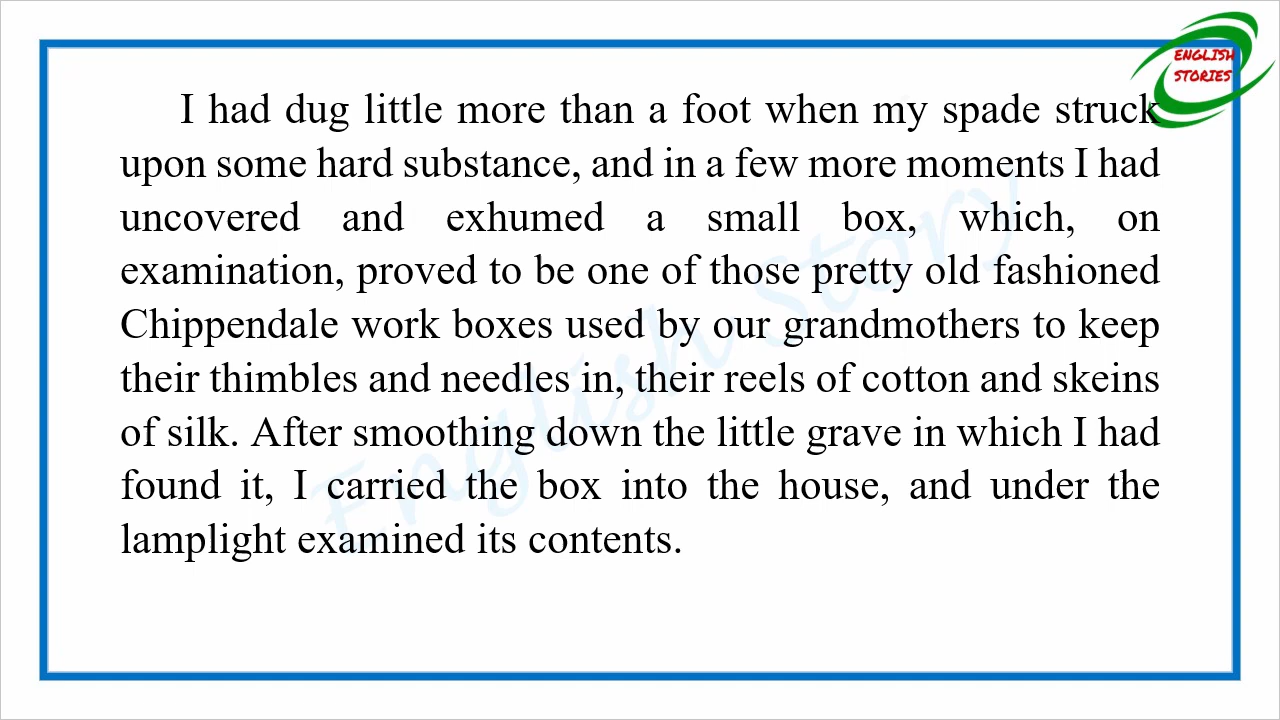 ENGLISH
STORIES
I had dug little more than a foot when my spade struck
upon some hard substance, and in a few more moments I had
uncovered and exhumed a small box, which, on
examination, proved to be one of those pretty old fashioned
Chippendale work boxes used by our grandmothers to keep
their thimbles and needles in, their reels of cotton and skeins
of silk. After smoothing down the little grave in which I had
found it, I carried the box into the house, and under the
lamplight examined its contents.
English Story